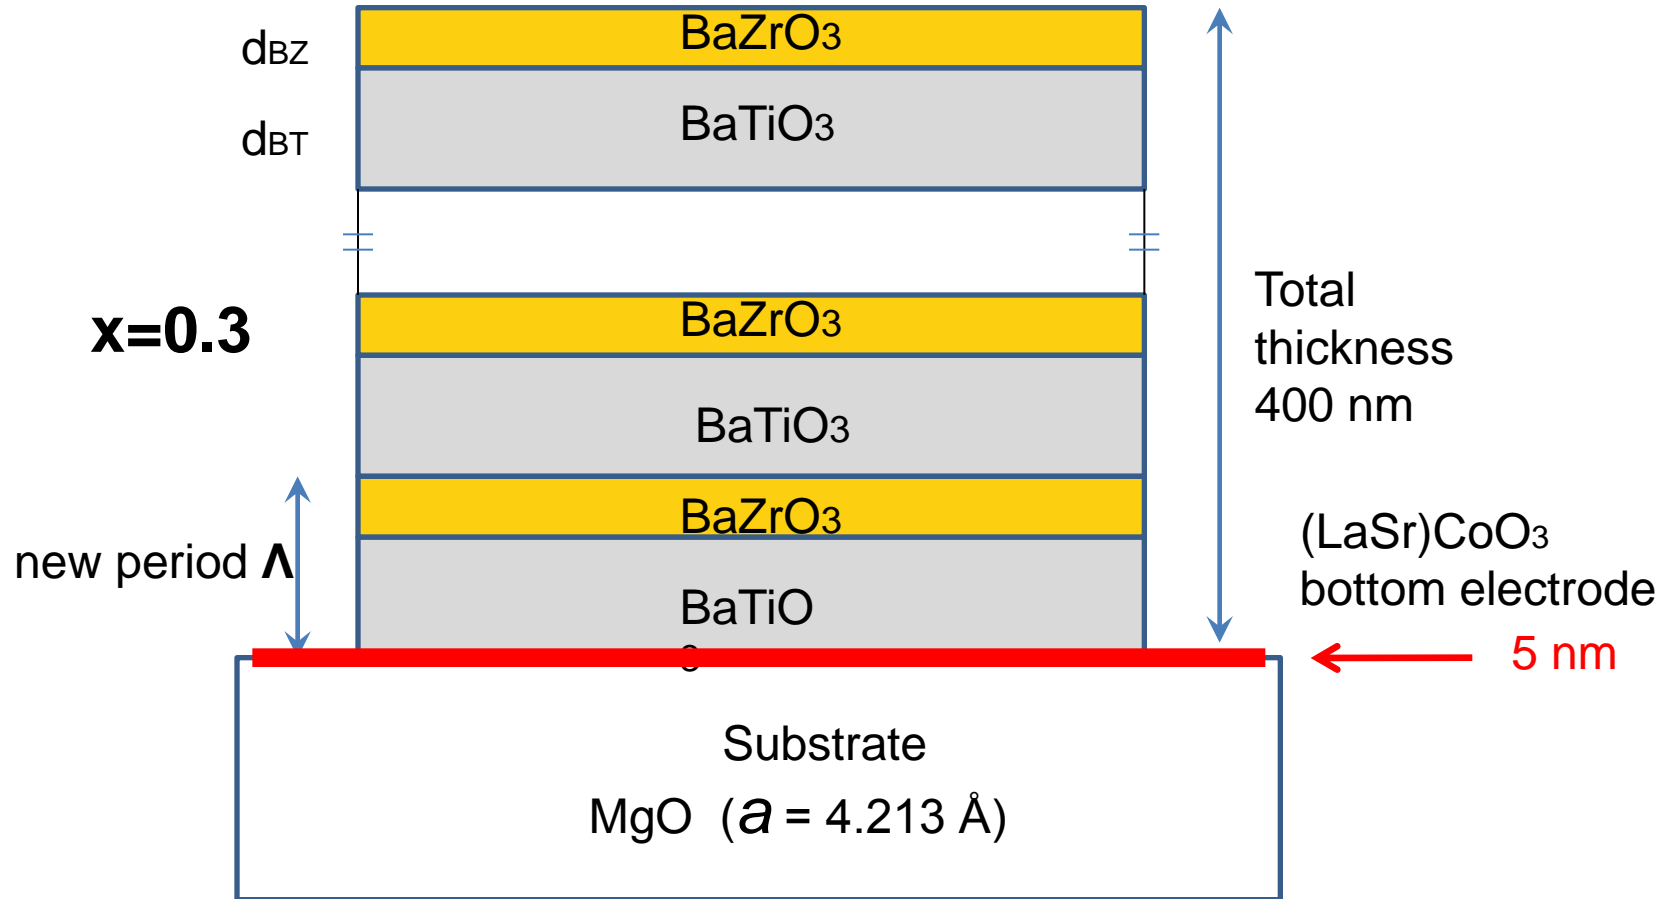 BaZrO3
dBZ
BaTiO3
dBT
x=0.3
BaZrO3
Total
thickness
400 nm
BaTiO3
BaZrO3
new period Λ
(LaSr)CoO3
bottom electrode
BaTiO
5 nm
Substrate
MgO (a = 4.213 Å)